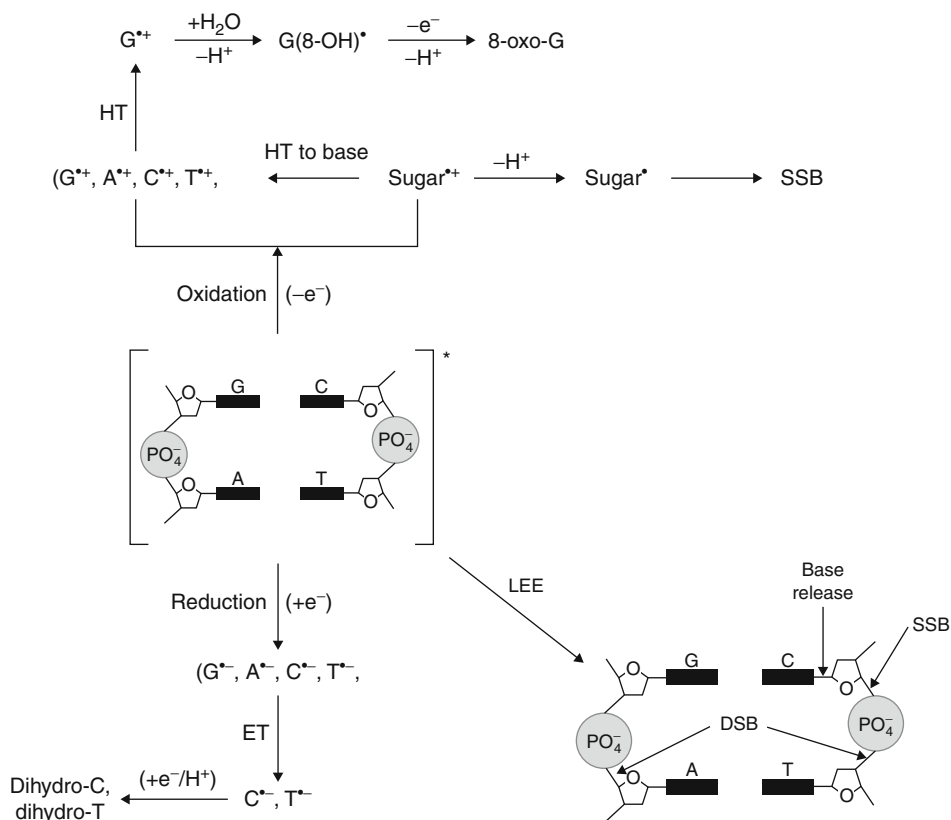 +H₂O
–e⁻
G•⁺
G(8-OH)•
8-oxo-G
–H⁺
–H⁺
HT
HT to base
–H⁺
(G•⁺, A•⁺, C•⁺, T•⁺,
Sugar•⁺
Sugar•
SSB
Oxidation (–e⁻)
*
G C
O O
PO₄⁻ PO₄⁻
A T
O O
LEE
Reduction (+e⁻)
Base
release
SSB
(G•⁻, A•⁻, C•⁻, T•⁻,
G C
O O
ET
PO₄⁻ DSB PO₄⁻
(+e⁻/H⁺)
Dihydro-C,
dihydro-T
C•⁻, T•⁻
A T
O O